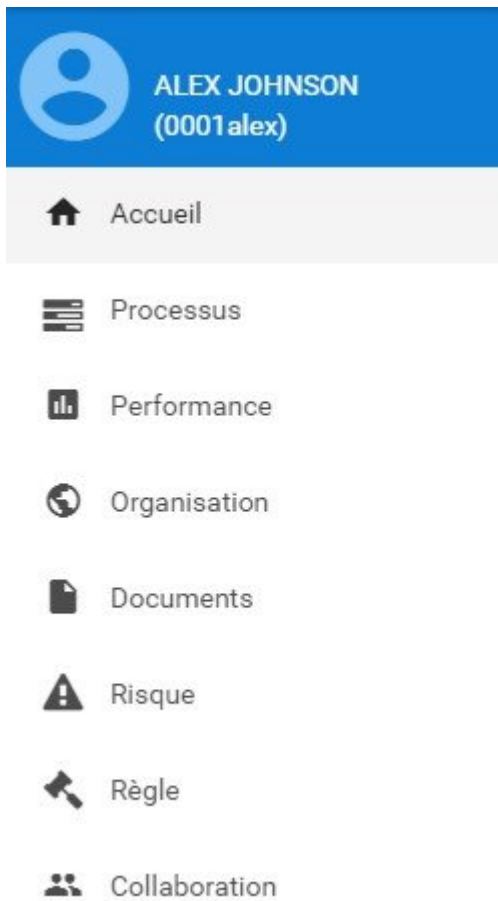 ALEX JOHNSON
(0001alex)
Accueil
Processus
Performance
Organisation
Documents
Risque
Règle
Collaboration